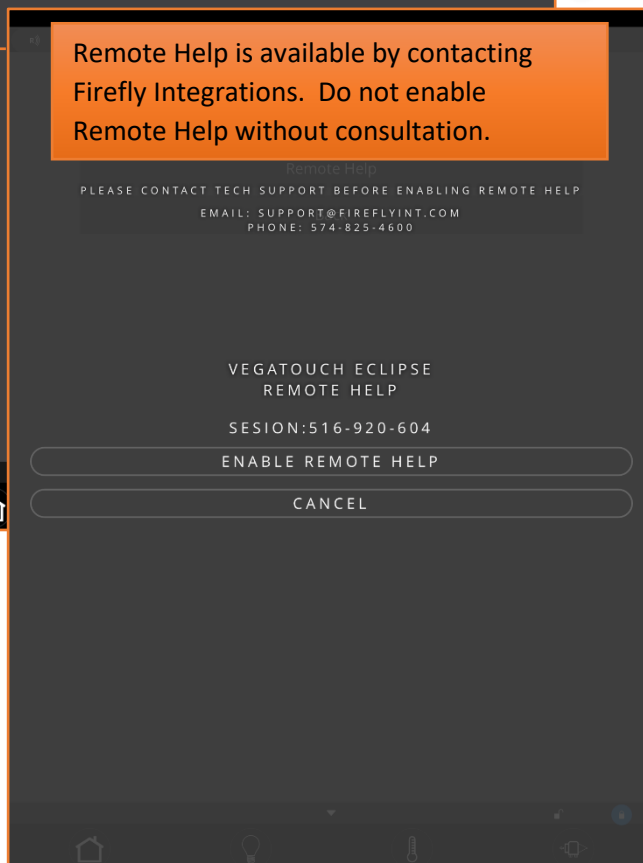 Remote Help is available by contacting
Firefly Integrations. Do not enable
Remote Help without consultation.
Remote Help
PLEASE CONTACT TECH SUPPORT BEFORE ENABLING REMOTE HELP
EMAIL: SUPPORT@FIREFLYINT.COM
PHONE: 574-825-4600
VEGATOUCH ECLIPSE
REMOTE HELP
SESION:516-920-604
ENABLE REMOTE HELP
CANCEL